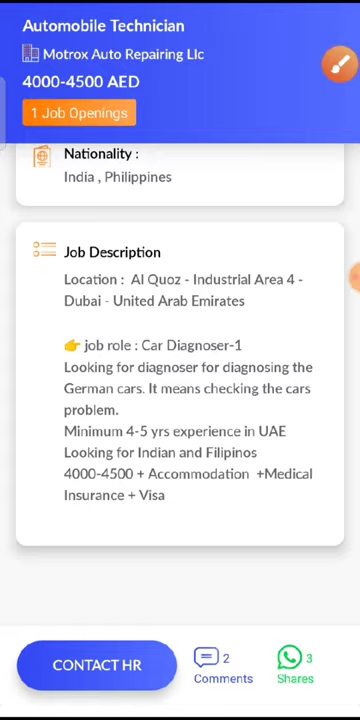 Automobile Technician
Motrox Auto Repairing Llc
4000-4500 AED
1 Job Openings
Nationality :
India , Philippines
Job Description
Location : Al Quoz - Industrial Area 4 -
Dubai - United Arab Emirates
👉 job role : Car Diagnoser-1
Looking for diagnoser for diagnosing the
German cars. It means checking the cars
problem.
Minimum 4-5 yrs experience in UAE
Looking for Indian and Filipinos
4000-4500 + Accommodation +Medical
Insurance + Visa
CONTACT HR
2
Comments
3
Shares